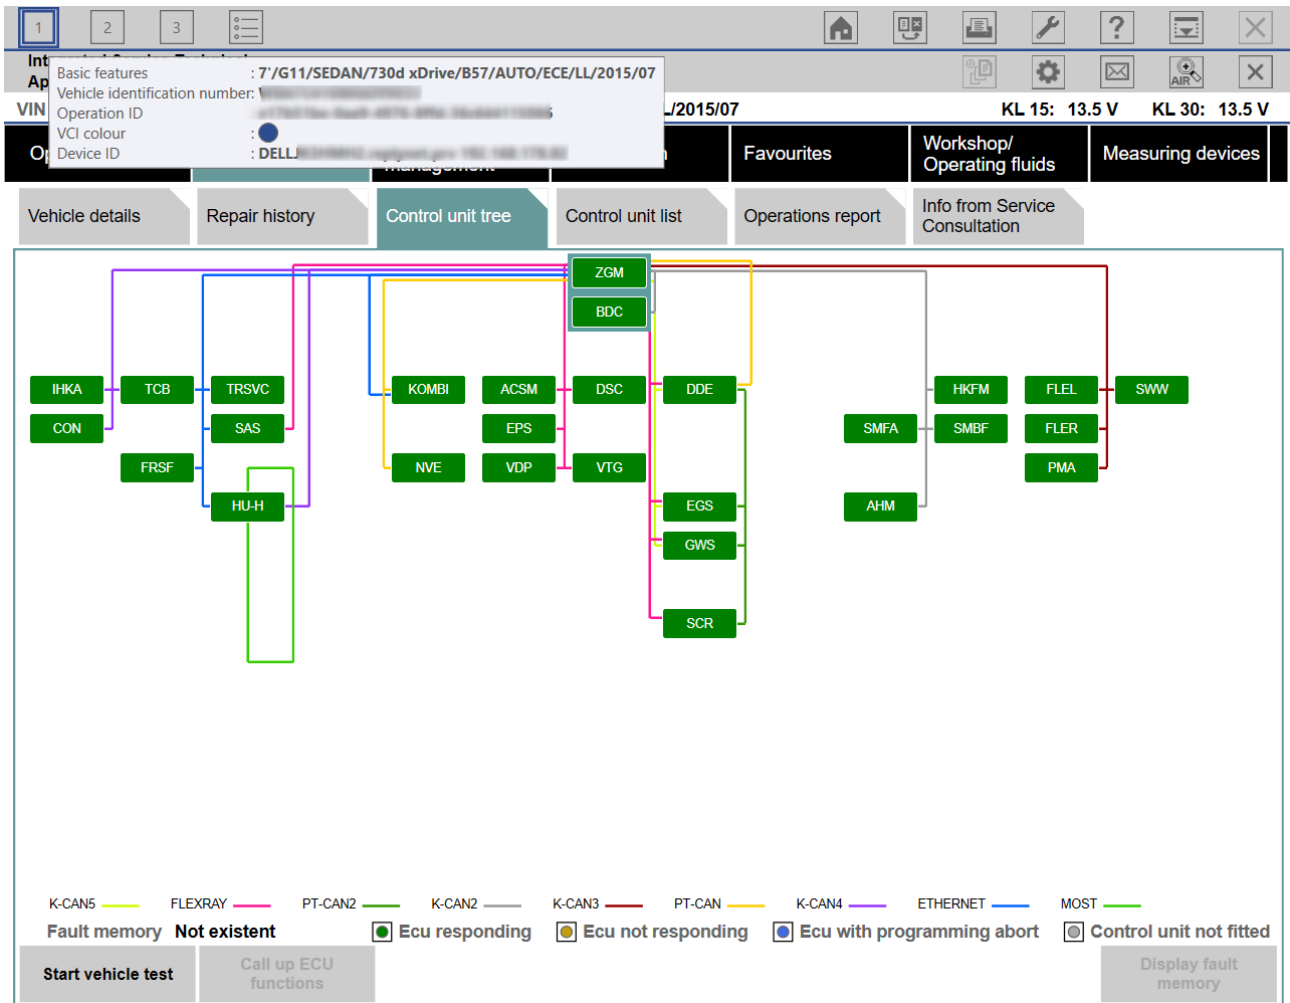 1 2 3
?
Int
Ap
AIR
Basic features : 7'/G11/SEDAN/730d xDrive/B57/AUTO/ECE/LL/2015/07
Vehicle identification number:
Operation ID
VCI colour :
Device ID : DELL
VIN
L/2015/07
KL 15: 13.5 V KL 30: 13.5 V
management
Favourites
Workshop/
Operating fluids
Measuring devices
Vehicle details
Repair history
Control unit tree
Control unit list
Operations report
Info from Service
Consultation
ZGM
BDC
IHKA TCB TRSVC KOMBI ACSM DSC DDE HKFM FLEL SWW
CON SAS EPS SMFA SMBF FLER
FRSF NVE VDP VTG PMA
HU-H EGS AHM
GWS
SCR
K-CAN5 FLEXRAY PT-CAN2 K-CAN2 K-CAN3 PT-CAN K-CAN4 ETHERNET MOST
Fault memory Not existent Ecu responding Ecu not responding Ecu with programming abort Control unit not fitted
Start vehicle test
Call up ECU
functions
Display fault
memory